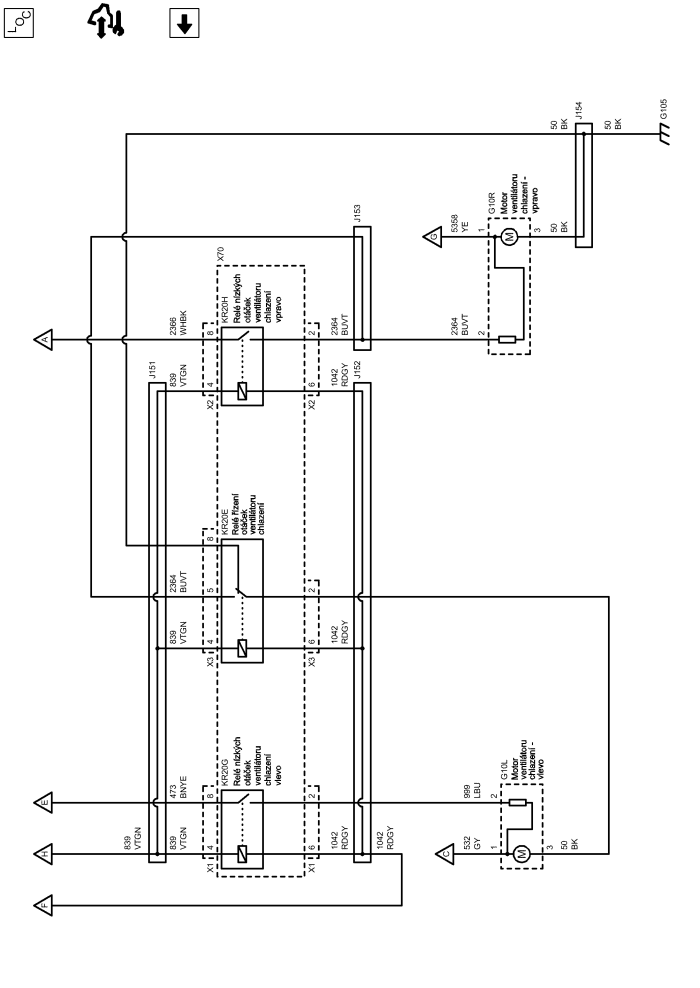 LOC
A
H
E
F
C
G
J151
J152
J153
J154
G105
X70
839
VTGN
839
VTGN
473
BNYE
839
VTGN
2364
BUVT
839
VTGN
2366
WHBK
X1
4
8
KR20G
Relé nízkých
otáček
ventilátoru
chlazení
vlevo
X1
6
2
X3
4
5
8
KR20E
Relé řízení
otáček
ventilátoru
chlazení
X3
6
2
X2
4
8
KR20H
Relé nízkých
otáček
ventilátoru
chlazení
vpravo
X2
6
2
1042
RDGY
1042
RDGY
1042
RDGY
1042
RDGY
2364
BUVT
532
GY
1
999
LBU
2
G10L
Motor
ventilátoru
chlazení -
vlevo
M
3
50
BK
2364
BUVT
2
5358
YE
1
G10R
Motor
ventilátoru
chlazení -
vpravo
M
3
50
BK
50
BK
50
BK